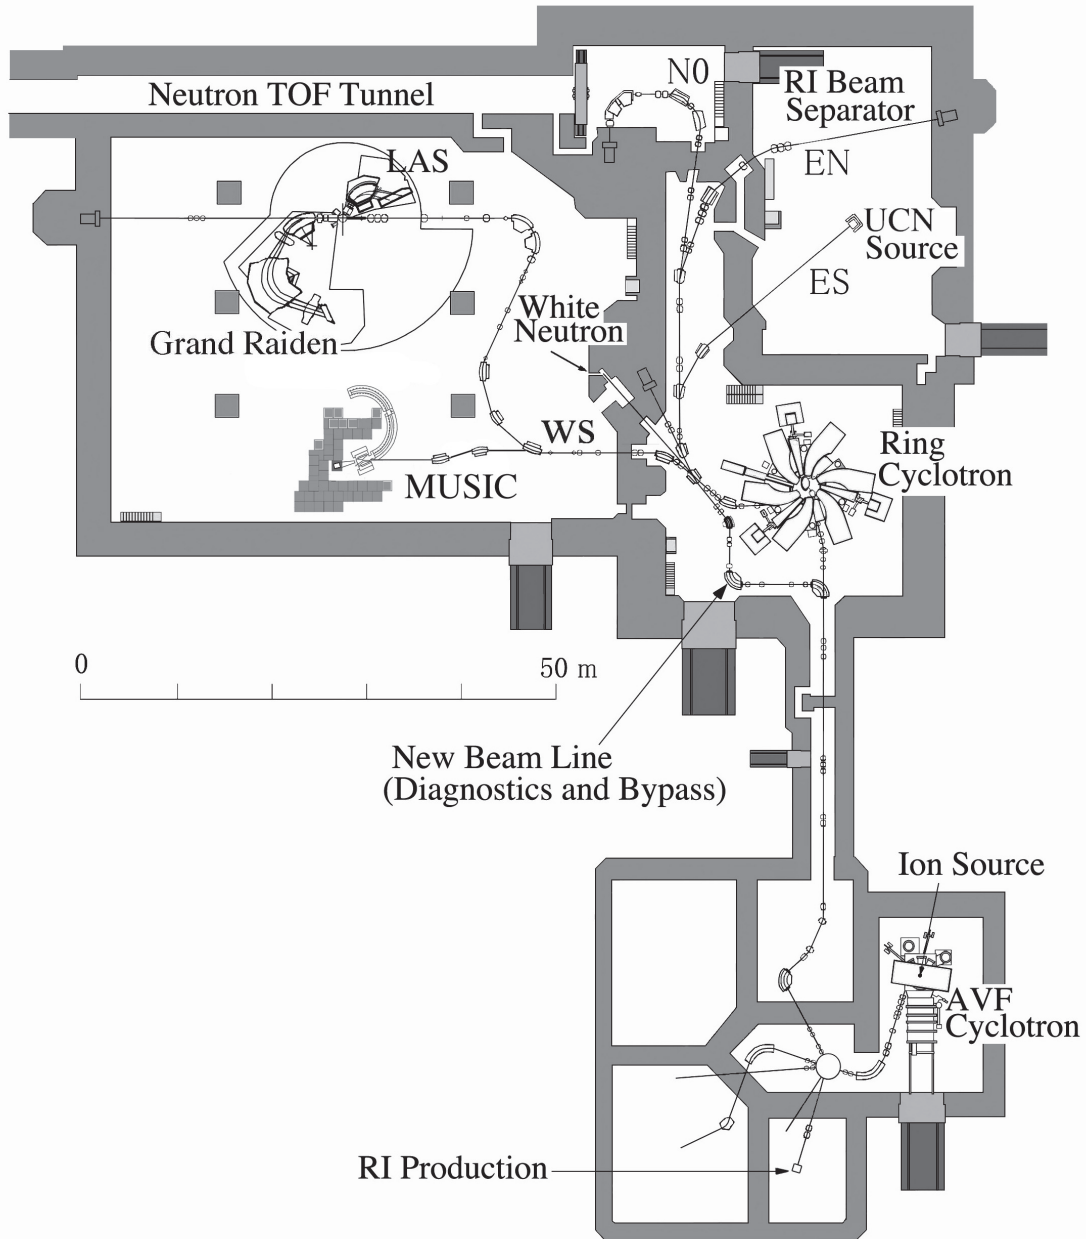 N0
RI Beam
Separator
Neutron TOF Tunnel
LAS
EN
UCN
Source
ES
White
Neutron
Grand Raiden
WS
Ring
Cyclotron
MUSIC
0
50 m
New Beam Line
(Diagnostics and Bypass)
Ion Source
AVF
Cyclotron
RI Production